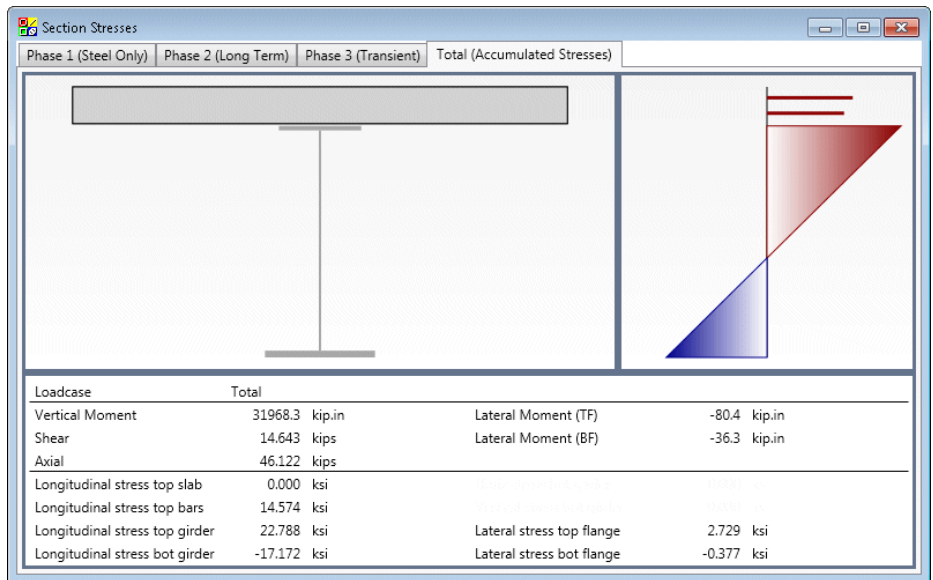 Section Stresses
Phase 1 (Steel Only) Phase 2 (Long Term) Phase 3 (Transient) Total (Accumulated Stresses)
Loadcase Total
Vertical Moment 31968.3 kip.in Lateral Moment (TF) -80.4 kip.in
Shear 14.643 kips Lateral Moment (BF) -36.3 kip.in
Axial 46.122 kips
Longitudinal stress top slab 0.000 ksi
Longitudinal stress top bars 14.574 ksi
Longitudinal stress top girder 22.788 ksi Lateral stress top flange 2.729 ksi
Longitudinal stress bot girder -17.172 ksi Lateral stress bot flange -0.377 ksi